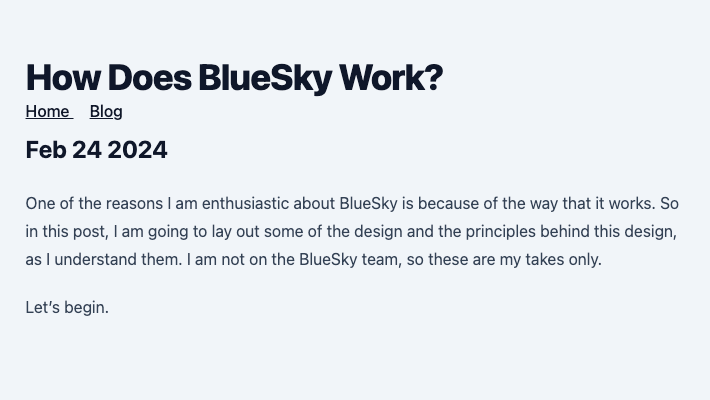 How Does BlueSky Work?
Home Blog
Feb 24 2024
One of the reasons I am enthusiastic about BlueSky is because of the way that it works. So
in this post, I am going to lay out some of the design and the principles behind this design,
as I understand them. I am not on the BlueSky team, so these are my takes only.
Let’s begin.